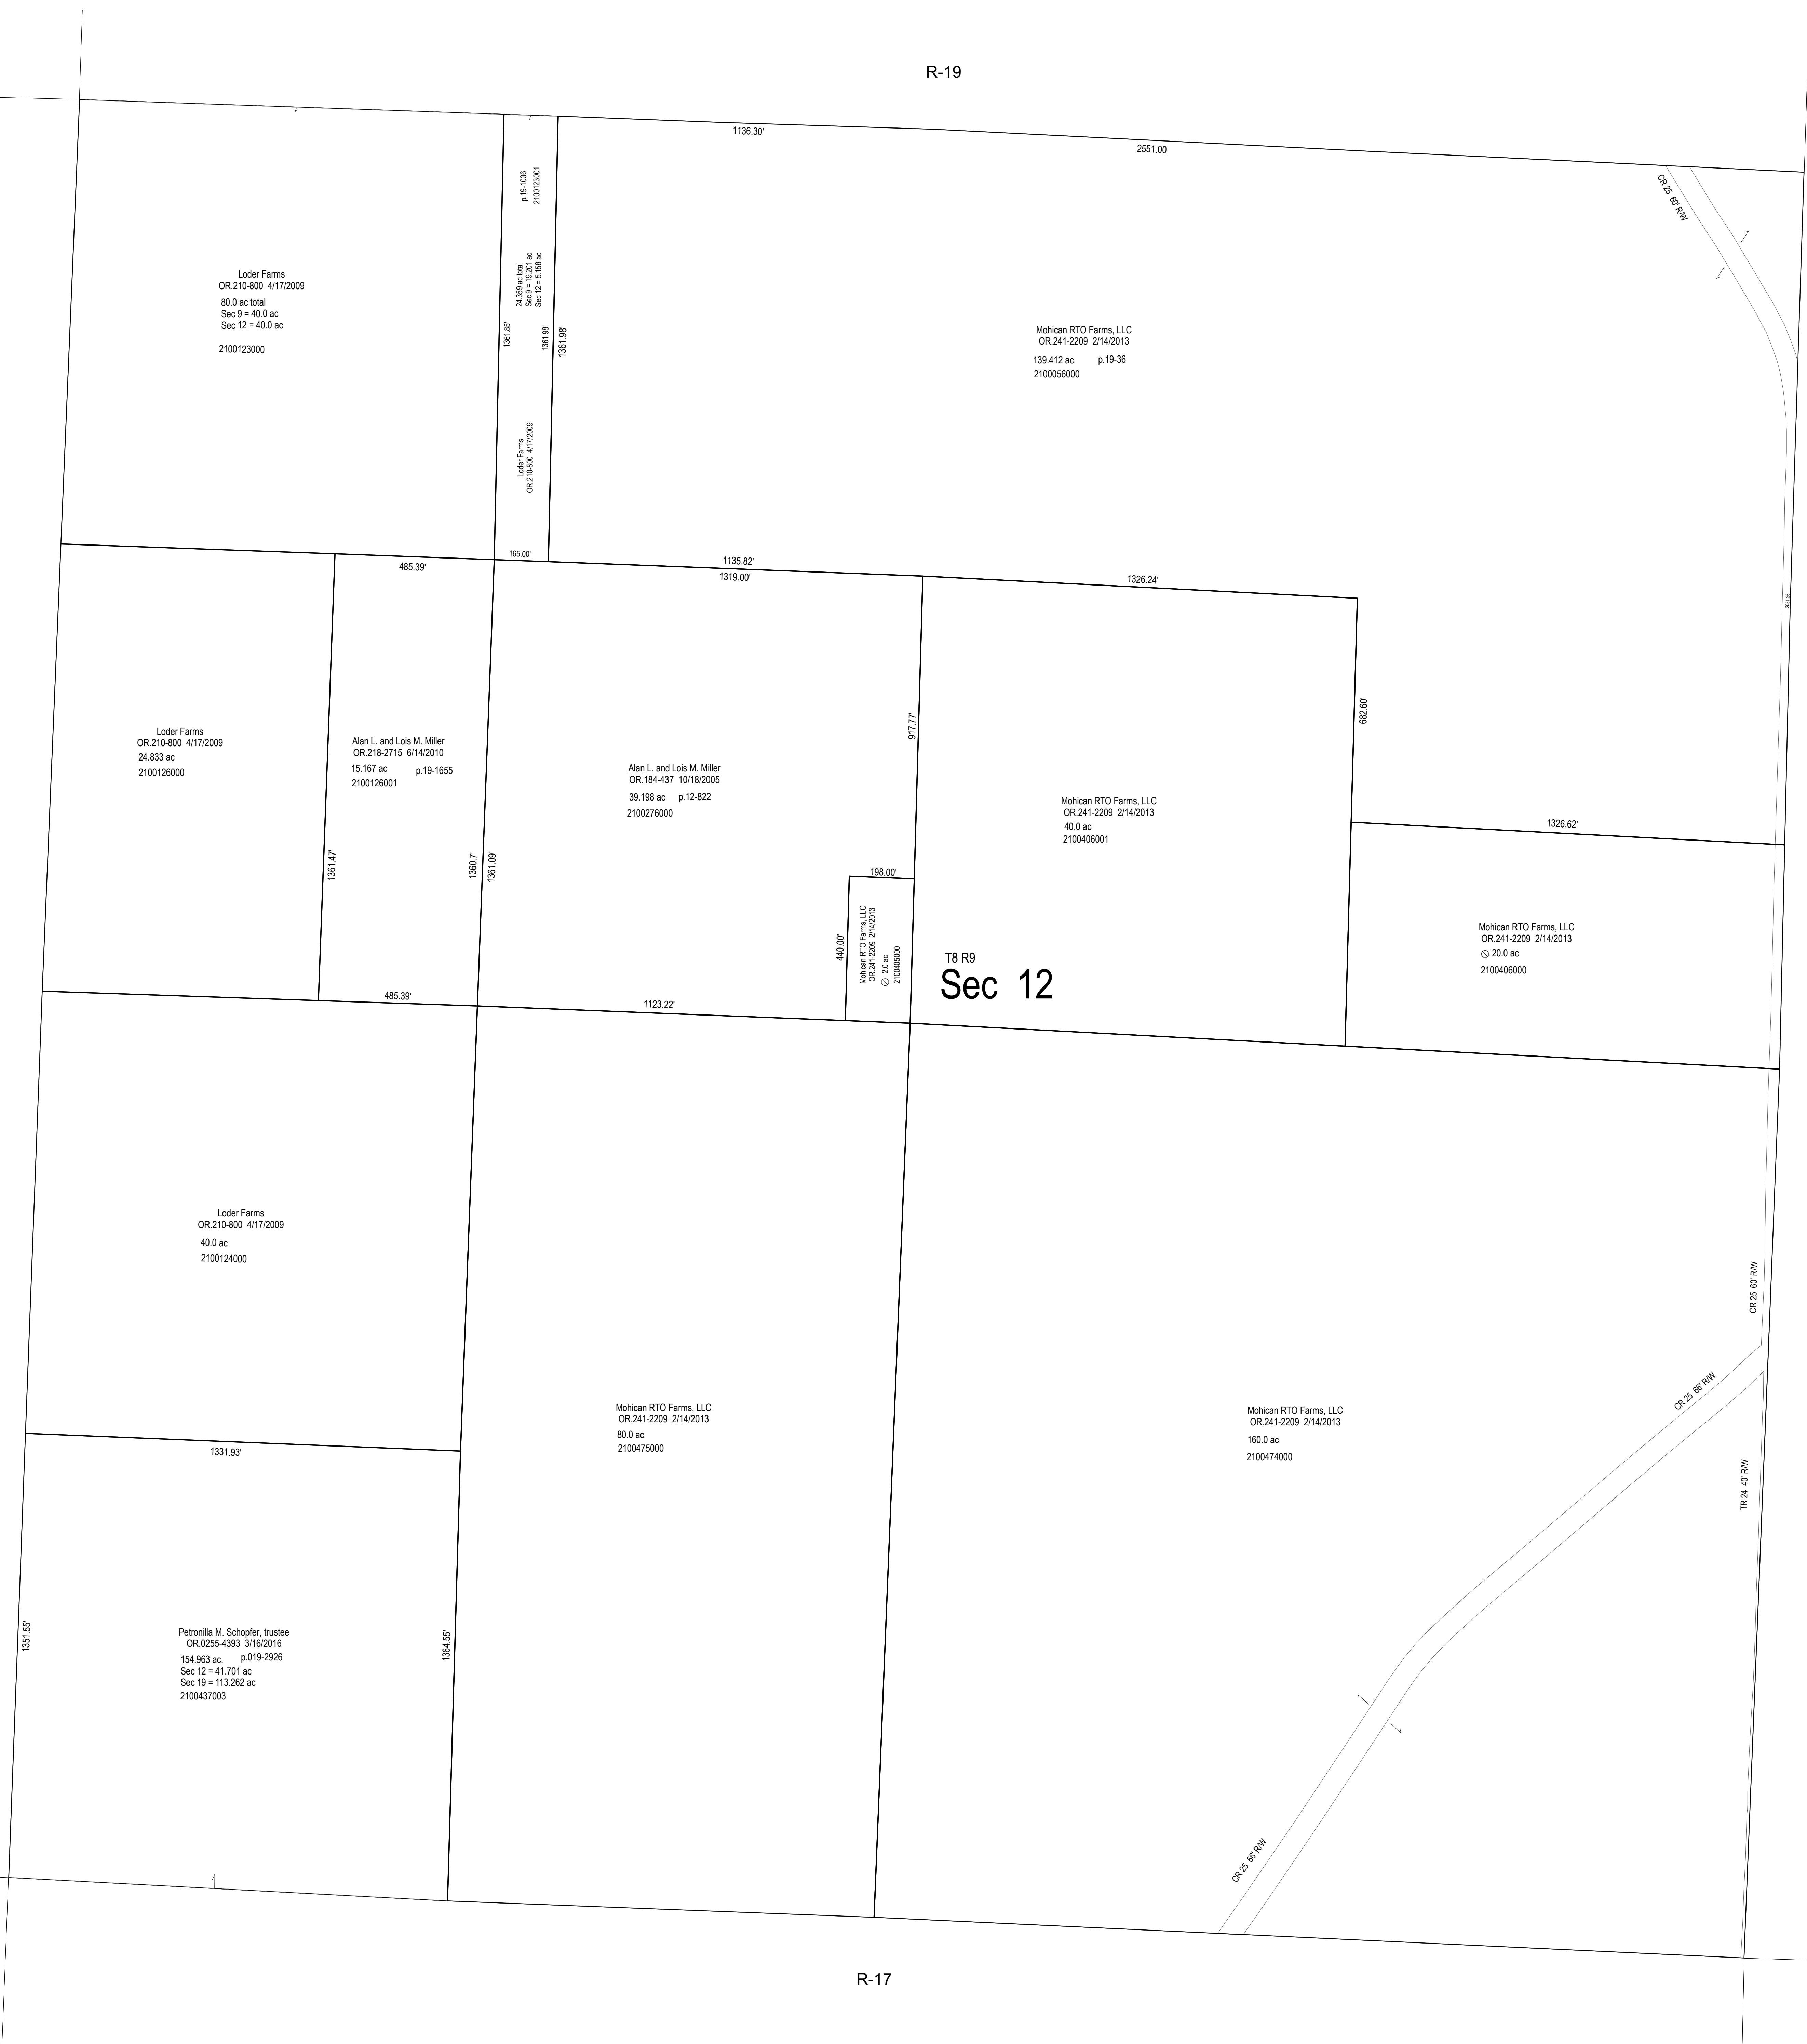 R-19
1136.30'
2551.00
CR 25 60' R/W
p.19-1036
2100123001
24.359 ac total
Sec 9 = 19.201 ac
Sec 12 = 5.158 ac
1361.85'
1361.98'
1361.98'
Loder Farms
OR.210-800 4/17/2009
165.00'
Loder Farms
OR.210-800 4/17/2009
80.0 ac total
Sec 9 = 40.0 ac
Sec 12 = 40.0 ac
2100123000
Mohican RTO Farms, LLC
OR.241-2209 2/14/2013
139.412 ac p.19-36
2100056000
485.39'
1135.82'
1319.00'
1326.24'
Loder Farms
OR.210-800 4/17/2009
24.833 ac
2100126000
1361.47'
Alan L. and Lois M. Miller
OR.218-2715 6/14/2010
15.167 ac p.19-1655
2100126001
1360.7'
1361.09'
Alan L. and Lois M. Miller
OR.184-437 10/18/2005
39.198 ac p.12-822
2100276000
917.77'
198.00'
440.00'
Mohican RTO Farms, LLC
OR.241-2209 2/14/2013
2.0 ac
2100405000
Mohican RTO Farms, LLC
OR.241-2209 2/14/2013
40.0 ac
2100406001
682.60'
1326.62'
Mohican RTO Farms, LLC
OR.241-2209 2/14/2013
20.0 ac
2100406000
T8 R9
Sec 12
485.39'
1123.22'
Loder Farms
OR.210-800 4/17/2009
40.0 ac
2100124000
1331.93'
Mohican RTO Farms, LLC
OR.241-2209 2/14/2013
80.0 ac
2100475000
Mohican RTO Farms, LLC
OR.241-2209 2/14/2013
160.0 ac
2100474000
CR 25 60' R/W
CR 25 66' R/W
TR 24 40' R/W
1351.55'
Petronilla M. Schopfer, trustee
OR.0255-4393 3/16/2016
154.963 ac. p.019-2926
Sec 12 = 41.701 ac
Sec 19 = 113.262 ac
2100437003
1364.55'
CR 25 66' R/W
R-17